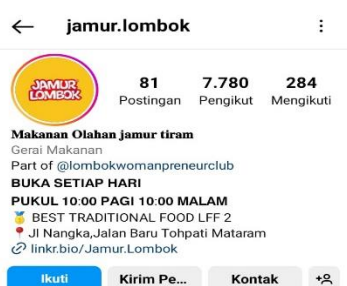 ← jamur.lombok ⋮
JAMUR
LOMBOK
81 7.780 284
Postingan Pengikut Mengikuti
Makanan Olahan jamur tiram
Gerai Makanan
Part of @lombokwomanpreneurclub
BUKA SETIAP HARI
PUKUL 10:00 PAGI 10:00 MALAM
🥇 BEST TRADITIONAL FOOD LFF 2
📍 Jl Nangka,Jalan Baru Tohpati Mataram
linkr.bio/Jamur.Lombok
Ikuti Kirim Pe... Kontak